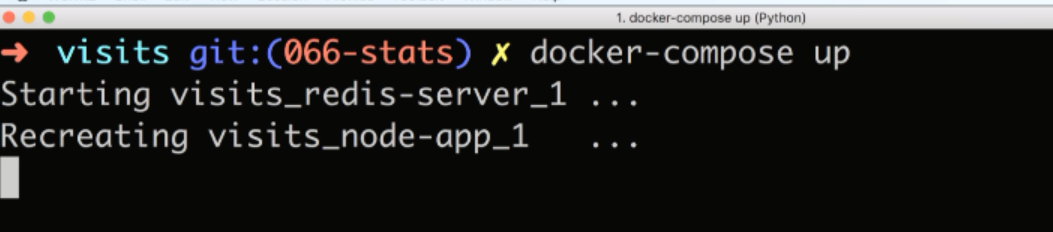 1. docker-compose up (Python)
➜ visits git:(066-stats) ✗ docker-compose up
Starting visits_redis-server_1 ...
Recreating visits_node-app_1 ...